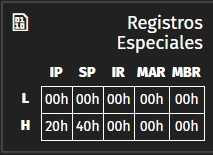 Registros
Especiales
IP SP IR MAR MBR
L 00h 00h 00h 00h 00h
H 20h 40h 00h 00h 00h